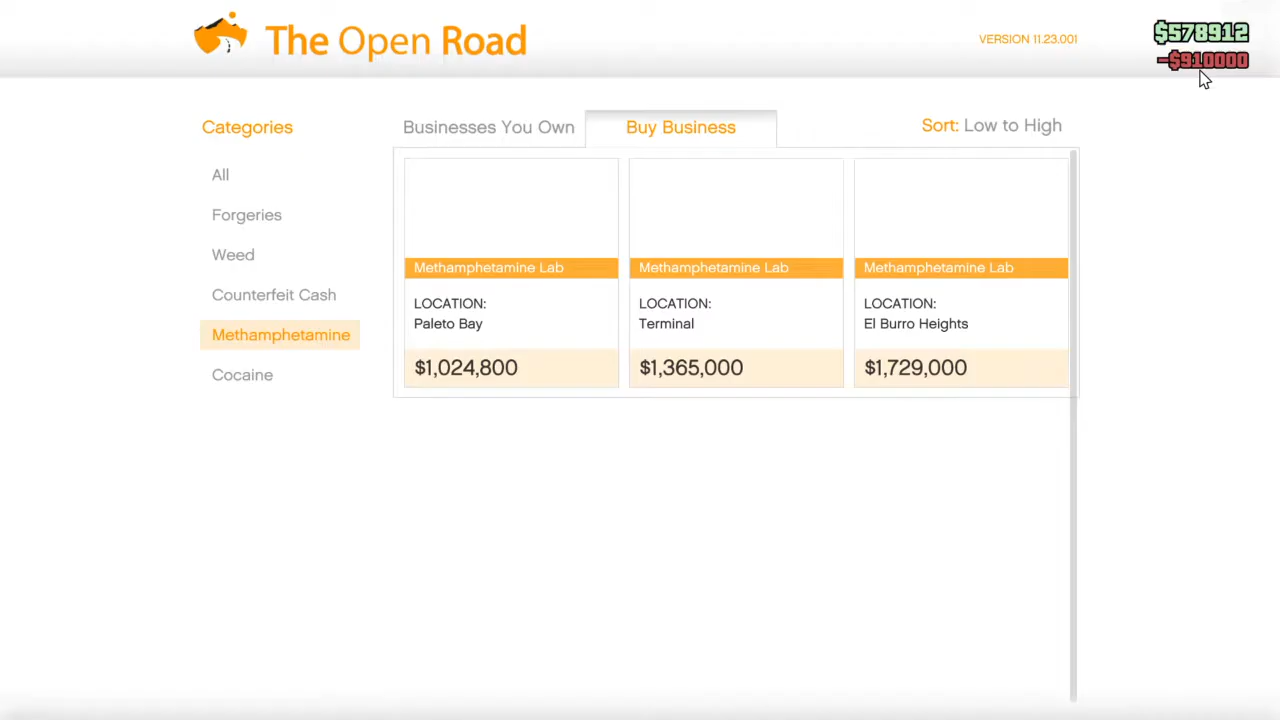 The Open Road
VERSION 11.23.001
$578912
-$910000
Categories
All
Forgeries
Weed
Counterfeit Cash
Methamphetamine
Cocaine
Businesses You Own
Buy Business
Sort: Low to High
Methamphetamine Lab
LOCATION:
Paleto Bay
$1,024,800
Methamphetamine Lab
LOCATION:
Terminal
$1,365,000
Methamphetamine Lab
LOCATION:
El Burro Heights
$1,729,000